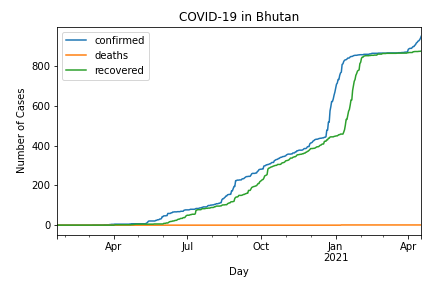 COVID-19 in Bhutan
confirmed
deaths
recovered
Number of Cases
800
600
400
200
0
Apr
Jul
Oct
Jan
2021
Apr
Day